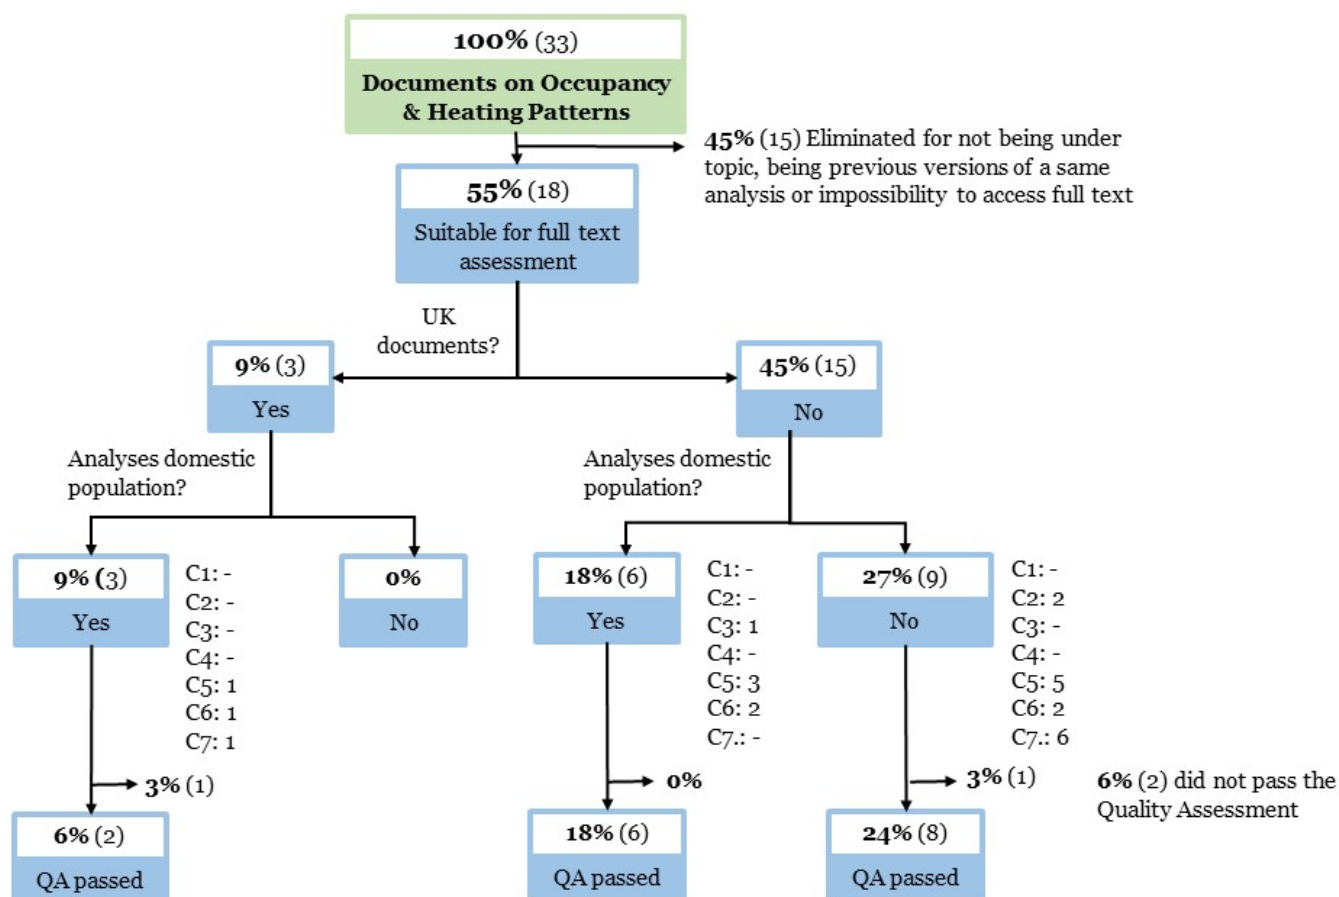 100% (33)
Documents on Occupancy
& Heating Patterns
45% (15) Eliminated for not being under
topic, being previous versions of a same
analysis or impossibility to access full text
55% (18)
Suitable for full text
assessment
UK
documents?
9% (3)
Yes
45% (15)
No
Analyses domestic
population?
Analyses domestic
population?
9% (3)
Yes
C1: -
C2: -
C3: -
C4: -
C5: 1
C6: 1
C7: 1
0%
No
18% (6)
Yes
C1: -
C2: -
C3: 1
C4: -
C5: 3
C6: 2
C7.: -
27% (9)
No
C1: -
C2: 2
C3: -
C4: -
C5: 5
C6: 2
C7.: 6
3% (1)
0%
3% (1)
6% (2) did not pass the
Quality Assessment
6% (2)
QA passed
18% (6)
QA passed
24% (8)
QA passed